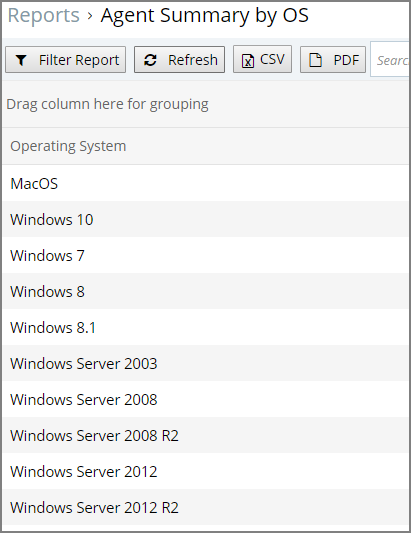 Reports › Agent Summary by OS
Filter Report Refresh CSV PDF Searc
Drag column here for grouping
Operating System
MacOS
Windows 10
Windows 7
Windows 8
Windows 8.1
Windows Server 2003
Windows Server 2008
Windows Server 2008 R2
Windows Server 2012
Windows Server 2012 R2